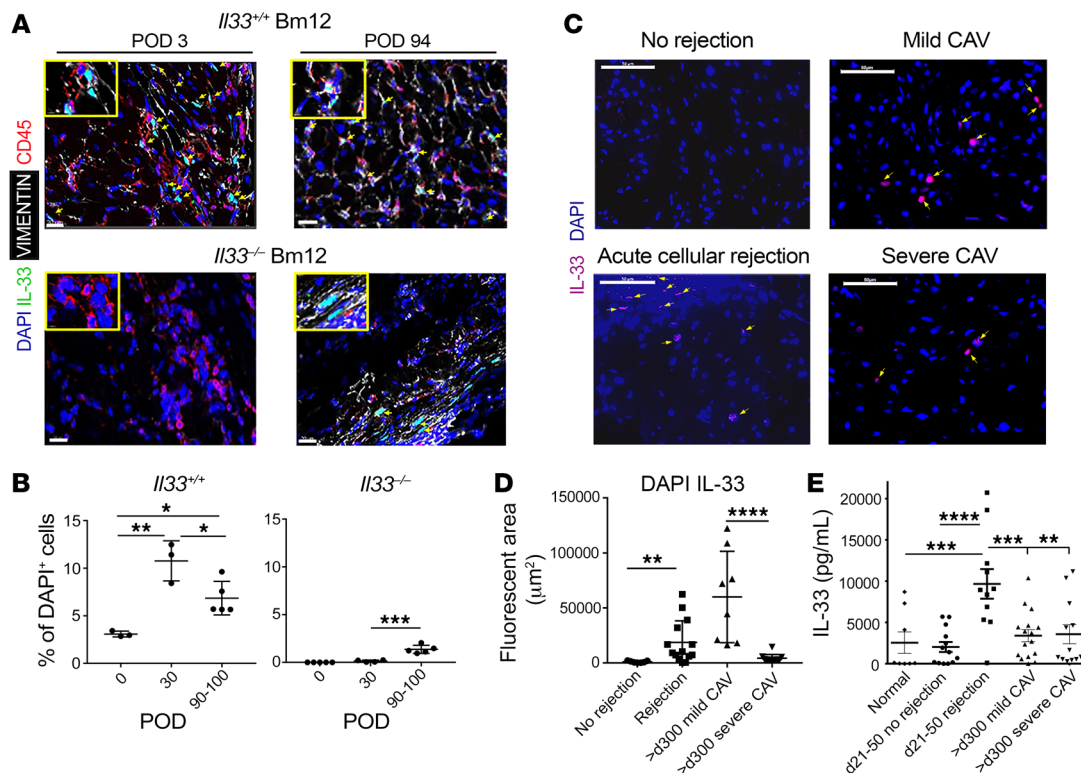 A
Il33+/+ Bm12
POD 3
POD 94
DAPI IL-33 VIMENTIN CD45
Il33–/– Bm12
C
No rejection
Mild CAV
50µm
50µm
IL-33 DAPI
Acute cellular rejection
Severe CAV
50µm
50µm
B
Il33+/+
Il33–/–
% of DAPI+ cells
15
10
5
0
* 
** 
*
0
30
90-100
POD
15
10
5
0
***
0
30
90-100
POD
D
DAPI IL-33
Fluorescent area
(µm2)
150000
100000
50000
0
**
****
No rejection
Rejection
>d300 mild CAV
>d300 severe CAV
E
IL-33 (pg/mL)
20000
15000
10000
5000
0
****
***
***
**
Normal
d21-50 no rejection
d21-50 rejection
>d300 mild CAV
>d300 severe CAV